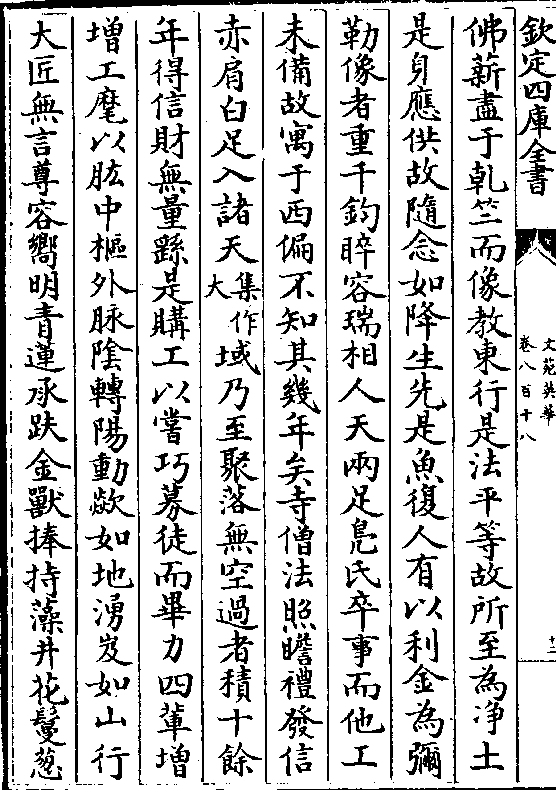 欽定四庫全書
文苑英華
卷八百十八
十二
佛薪盡于乹竺而像教東行是法平等故所至為淨土
是身應供故隨念如降生先是魚復人有以利金為彌
勒像者重千鈞睟容瑞相人天兩足鳧氏卒事而他工
未備故寓于西偏不知其幾年矣寺僧法照瞻禮發信
赤肩白足入諸天集作大域乃至聚落無空過者積十餘
年得信財無量繇是購工以嘗巧募徒而畢力四輩増
增工麾以肱中樞外脉陰轉陽動歘如地湧岌如山行
大匠無言尊容嚮明青蓮承趺金獸捧持藻井花鬘葱